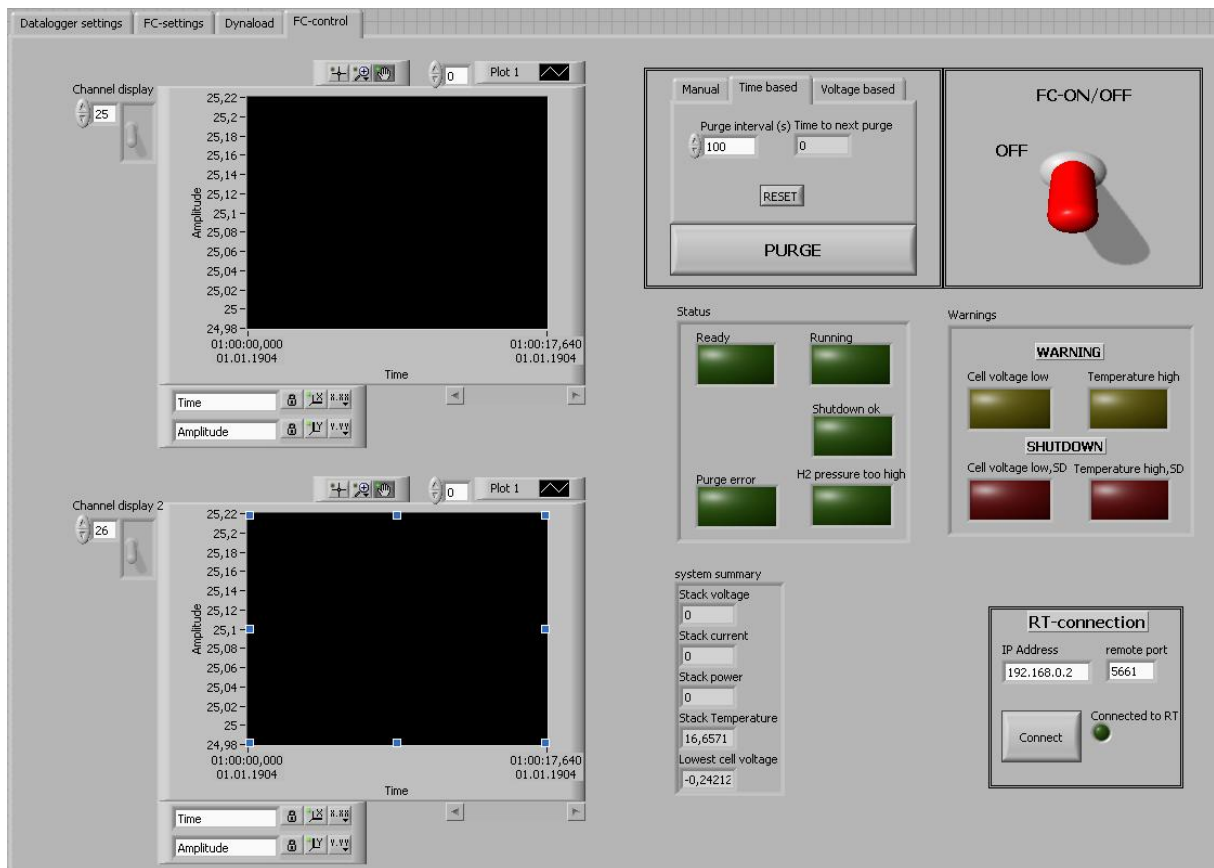 Datalogger settings FC-settings Dynaload FC-control
Channel display
25
0 Plot 1
Amplitude
25,22
25,2
25,18
25,16
25,14
25,12
25,1
25,08
25,06
25,04
25,02
25
24,98
01:00:00,000 01:00:17,640
01.01.1904 01.01.1904
Time
Time X X.XX
Amplitude Y Y.YY
Channel display 2
26
0 Plot 1
Amplitude
25,22
25,2
25,18
25,16
25,14
25,12
25,1
25,08
25,06
25,04
25,02
25
24,98
01:00:00,000 01:00:17,640
01.01.1904 01.01.1904
Time
Time X X.XX
Amplitude Y Y.YY
Manual Time based Voltage based
Purge interval (s) Time to next purge
100 0
RESET
PURGE
FC-ON/OFF
OFF
Status
Ready Running
Shutdown ok
Purge error H2 pressure too high
Warnings
WARNING
Cell voltage low Temperature high
SHUTDOWN
Cell voltage low,SD Temperature high,SD
system summary
Stack voltage
0
Stack current
0
Stack power
0
Stack Temperature
16,6571
Lowest cell voltage
-0,24212
RT-connection
IP Address remote port
192.168.0.2 5661
Connect Connected to RT